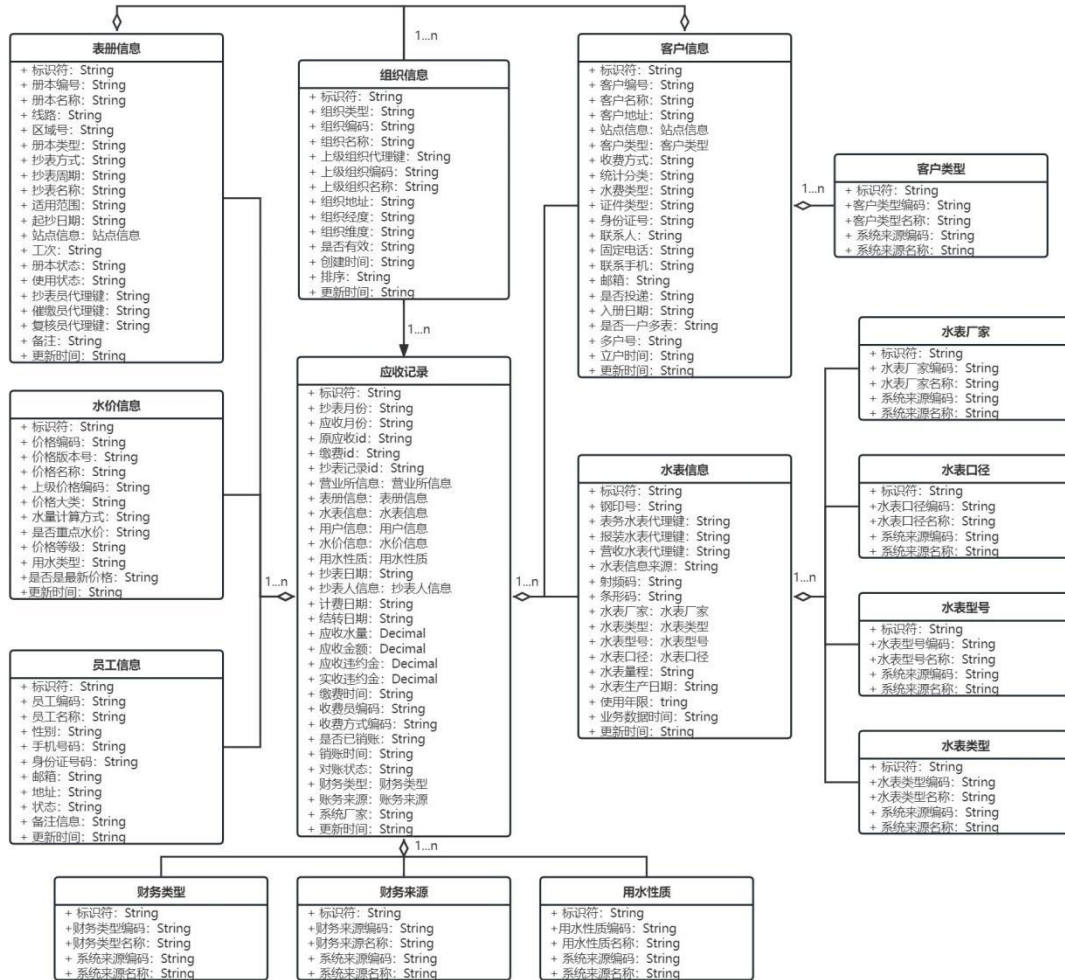 表册信息
+ 标识符：String
+ 册本编号：String
+ 册本名称：String
+ 线路：String
+ 区域号：String
+ 册本类型：String
+ 抄表方式：String
+ 抄表周期：String
+ 抄表名称：String
+ 适用范围：String
+ 起抄日期：String
+ 站点信息：站点信息
+ 工次：String
+ 册本状态：String
+ 使用状态：String
+ 抄表员代理键：String
+ 催缴员代理键：String
+ 复核员代理键：String
+ 备注：String
+ 更新时间：String
1...n
组织信息
+ 标识符：String
+ 组织类型：String
+ 组织编码：String
+ 组织名称：String
+ 上级组织代理键：String
+ 上级组织编码：String
+ 上级组织名称：String
+ 组织地址：String
+ 组织经度：String
+ 组织维度：String
+ 是否有效：String
+ 创建时间：String
+ 排序：String
+ 更新时间：String
1...n
客户信息
+ 标识符：String
+ 客户编号：String
+ 客户名称：String
+ 客户地址：String
+ 站点信息：站点信息
+ 客户类型：客户类型
+ 收费方式：String
+ 统计分类：String
+ 水费类型：String
+ 证件类型：String
+ 身份证号：String
+ 联系人：String
+ 固定电话：String
+ 联系手机：String
+ 邮箱：String
+ 是否投递：String
+ 入册日期：String
+ 是否一户多表：String
+ 多户号：String
+ 立户时间：String
+ 更新时间：String
1...n
客户类型
+ 标识符：String
+客户类型编码：String
+客户类型名称：String
+ 系统来源编码：String
+ 系统来源名称：String
水价信息
+ 标识符：String
+ 价格编码：String
+ 价格版本号：String
+ 价格名称：String
+ 上级价格编码：String
+ 价格大类：String
+ 水量计算方式：String
+ 是否重点水价：String
+ 价格等级：String
+ 用水类型：String
+是否是最新价格：String
+更新时间：String
1...n
员工信息
+ 标识符：String
+ 员工编码：String
+ 员工名称：String
+ 性别：String
+ 手机号码：String
+ 身份证号码：String
+ 邮箱：String
+ 地址：String
+ 状态：String
+ 备注信息：String
+ 更新时间：String
应收记录
+ 标识符：String
+ 抄表月份：String
+ 应收月份：String
+ 原应收id：String
+ 缴费id：String
+ 抄表记录id：String
+ 营业所信息：营业所信息
+ 表册信息：表册信息
+ 水表信息：水表信息
+ 用户信息：用户信息
+ 水价信息：水价信息
+ 用水性质：用水性质
+ 抄表日期：String
+ 抄表人信息：抄表人信息
+ 计费日期：String
+ 结转日期：String
+ 应收水量：Decimal
+ 应收金额：Decimal
+ 应收违约金：Decimal
+ 实收违约金：Decimal
+ 缴费时间：String
+ 收费员编码：String
+ 收费方式编码：String
+ 是否已销账：String
+ 销账时间：String
+ 对账状态：String
+ 财务类型：财务类型
+ 账务来源：账务来源
+ 系统厂家：String
+ 更新时间：String
1...n
1...n
水表信息
+ 标识符：String
+ 钢印号：String
+ 表务水表代理键：String
+ 报装水表代理键：String
+ 营收水表代理键：String
+ 水表信息来源：String
+ 射频码：String
+ 条形码：String
+ 水表厂家：水表厂家
+ 水表类型：水表类型
+ 水表型号：水表型号
+ 水表口径：水表口径
+ 水表量程：String
+ 水表生产日期：String
+ 使用年限：tring
+ 业务数据时间：String
+ 更新时间：String
1...n
水表厂家
+ 标识符：String
+ 水表厂家编码：String
+ 水表厂家名称：String
+ 系统来源编码：String
+ 系统来源名称：String
水表口径
+ 标识符：String
+水表口径编码：String
+水表口径名称：String
+ 系统来源编码：String
+ 系统来源名称：String
水表型号
+ 标识符：String
+水表型号编码：String
+水表型号名称：String
+ 系统来源编码：String
+ 系统来源名称：String
水表类型
+ 标识符：String
+水表类型编码：String
+水表类型名称：String
+ 系统来源编码：String
+ 系统来源名称：String
财务类型
+ 标识符：String
+财务类型编码：String
+财务类型名称：String
+ 系统来源编码：String
+ 系统来源名称：String
财务来源
+ 标识符：String
+财务来源编码：String
+财务来源名称：String
+ 系统来源编码：String
+ 系统来源名称：String
用水性质
+ 标识符：String
+用水性质编码：String
+ 用水性质名称：String
+ 系统来源编码：String
+ 系统来源名称：String